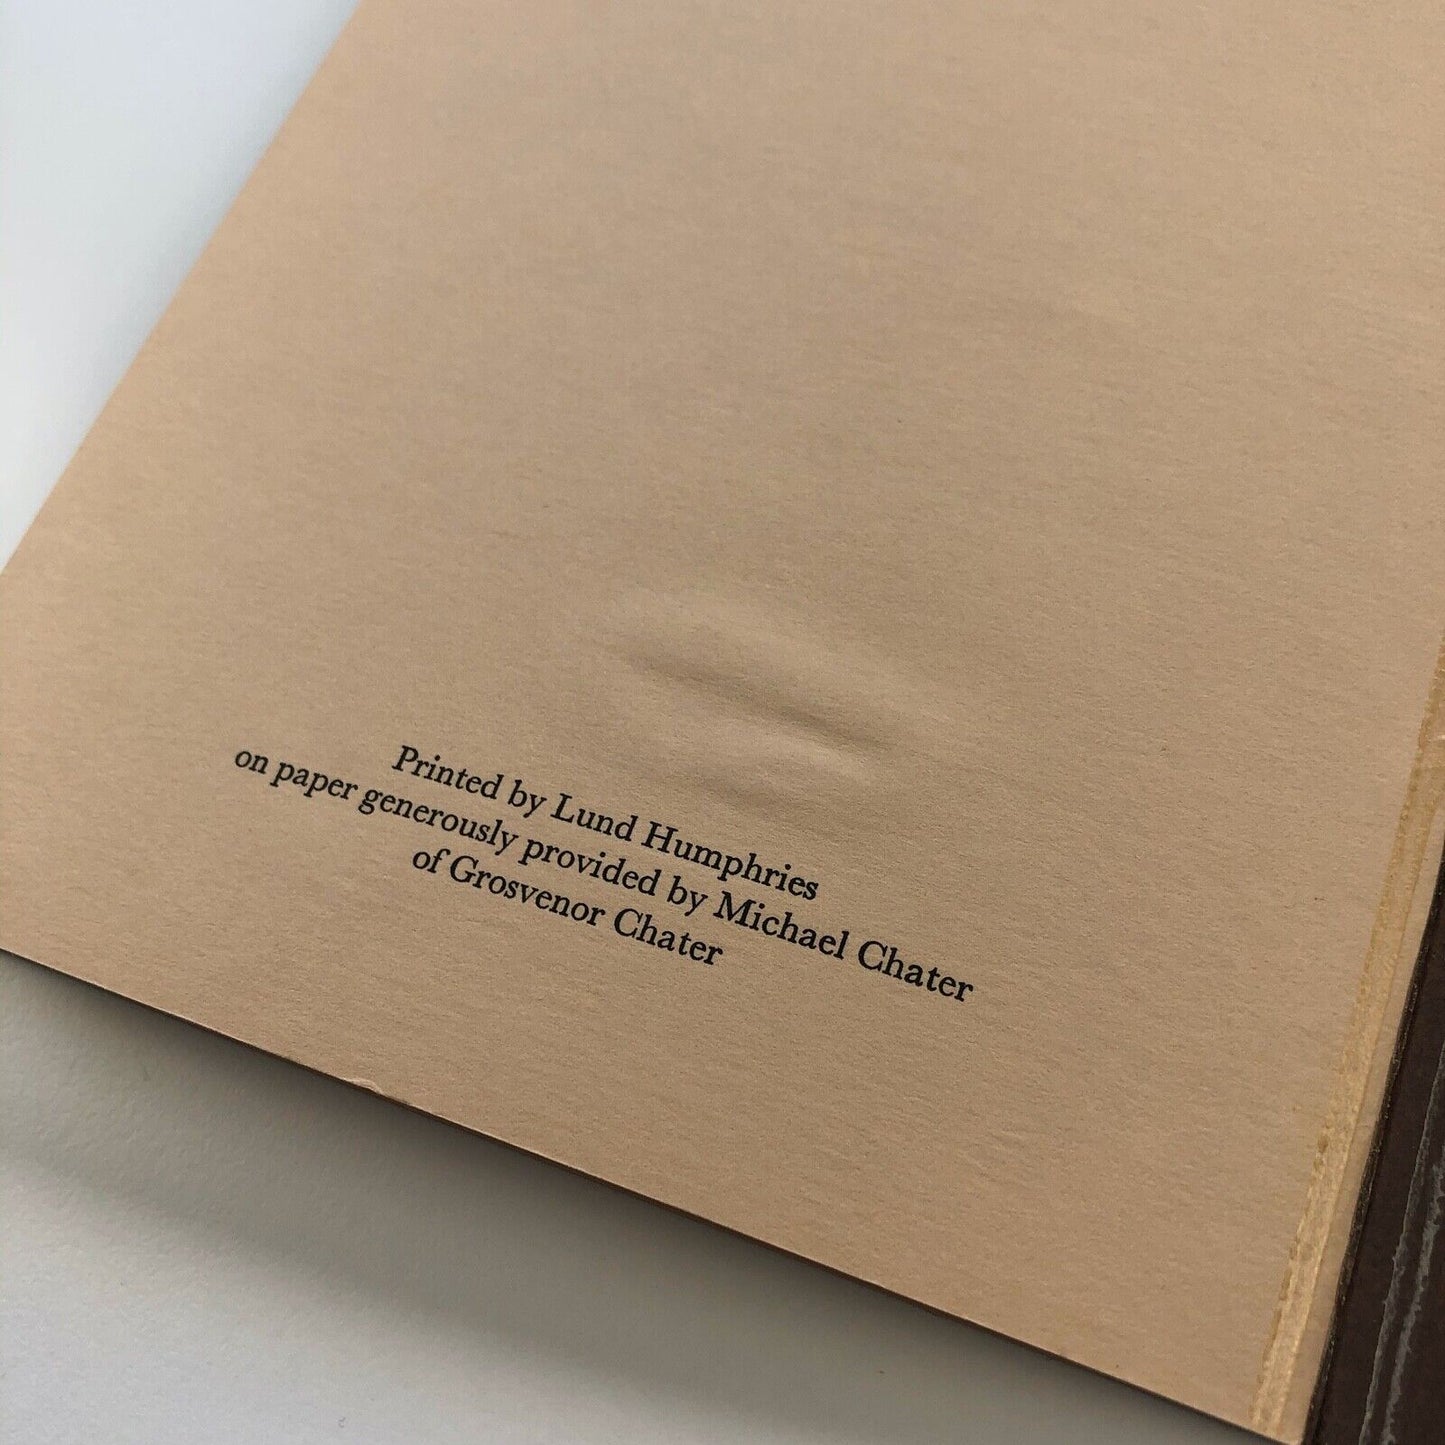 Printed by Lund Humphries
on paper generously provided by Michael Chater
of Grosvenor Chater